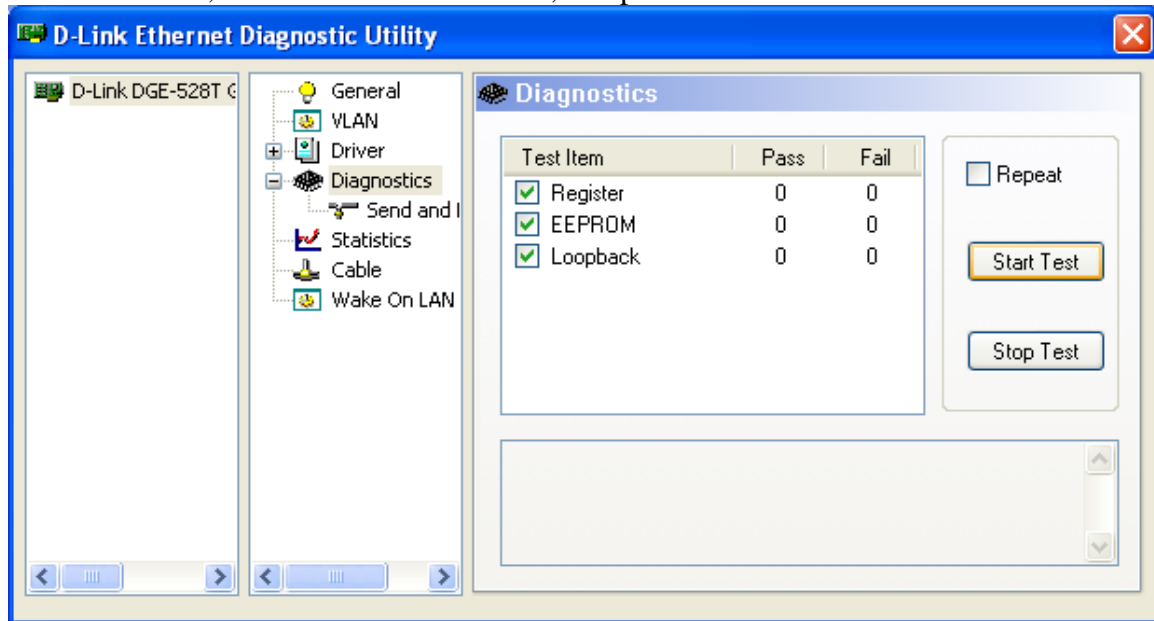 D-Link Ethernet Diagnostic Utility
D-Link DGE-528T G
General
VLAN
Driver
Diagnostics
Send and
Statistics
Cable
Wake On LAN
Diagnostics
Test Item Pass Fail
Register 0 0
EEPROM 0 0
Loopback 0 0
Repeat
Start Test
Stop Test